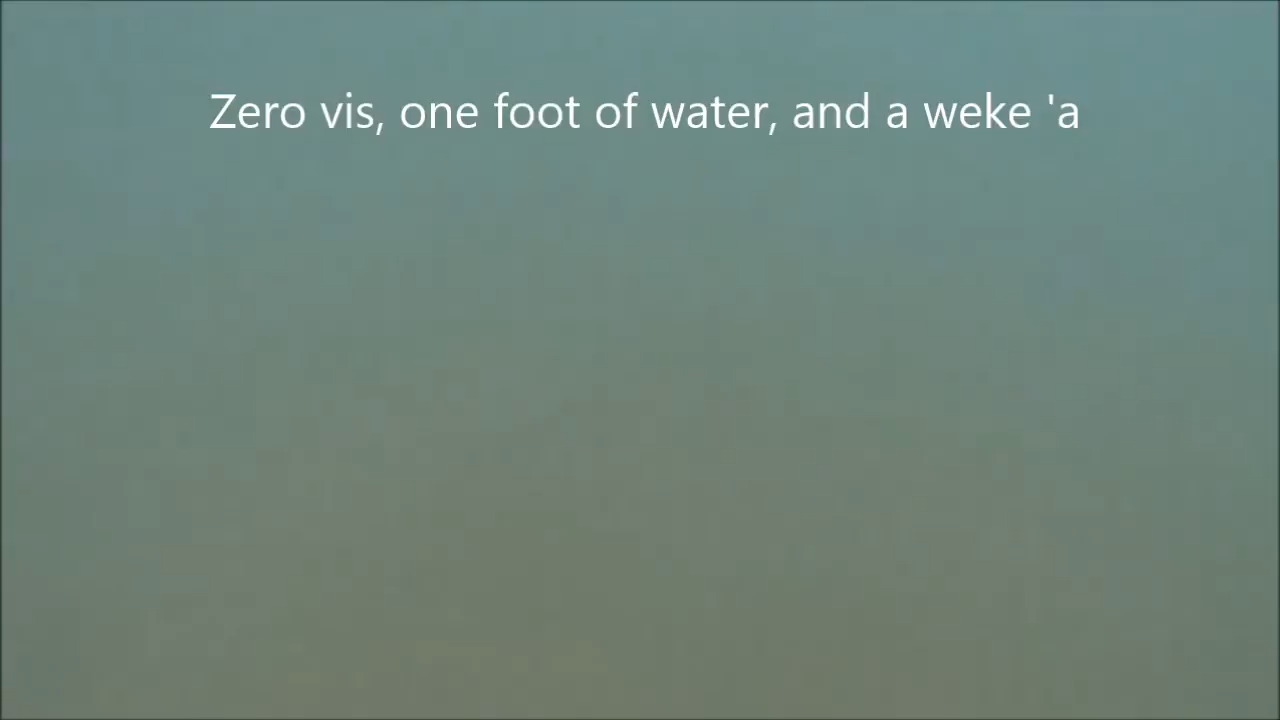 Zero vis, one foot of water, and a weke 'a